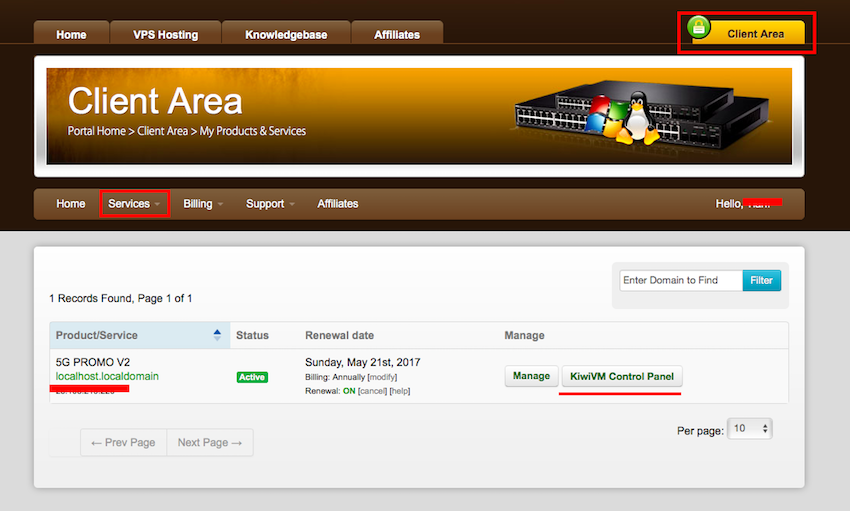 Home VPS Hosting Knowledgebase Affiliates Client Area
Client Area
Portal Home > Client Area > My Products & Services
Home Services Billing Support Affiliates Hello,
Enter Domain to Find Filter
1 Records Found, Page 1 of 1
Product/Service Status Renewal date Manage
5G PROMO V2 Sunday, May 21st, 2017
localhost.localdomain Active Billing: Annually [modify] Manage KiwiVM Control Panel
Renewal: ON [cancel] [help]
Per page: 10
← Prev Page Next Page →